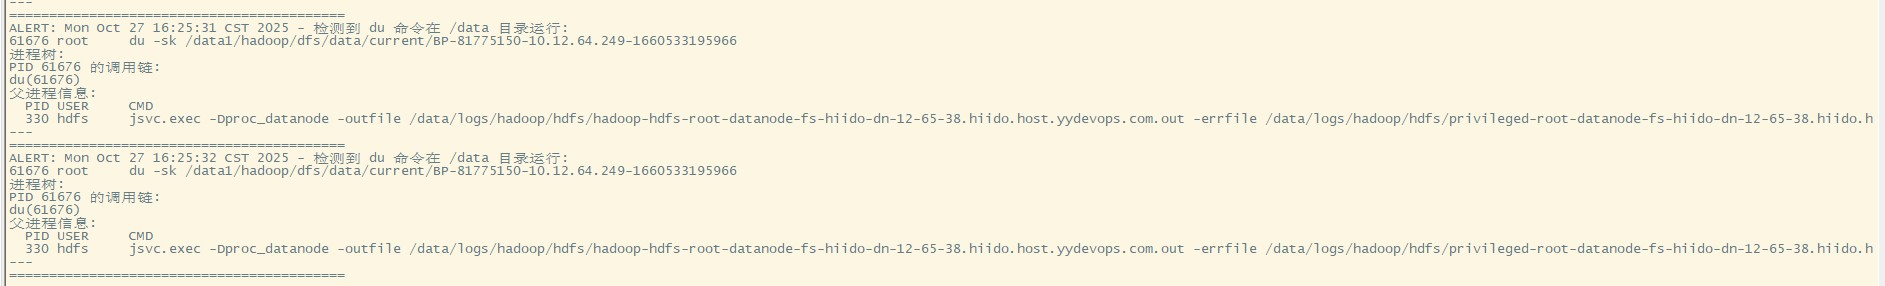 ---
==========================================
ALERT: Mon Oct 27 16:25:31 CST 2025 - 检测到 du 命令在 /data 目录运行:
61676 root     du -sk /data1/hadoop/dfs/data/current/BP-81775150-10.12.64.249-1660533195966
进程树:
PID 61676 的调用链:
du(61676)
父进程信息:
  PID USER     CMD
  330 hdfs     jsvc.exec -Dproc_datanode -outfile /data/logs/hadoop/hdfs/hadoop-hdfs-root-datanode-fs-hiido-dn-12-65-38.hiido.host.yydevops.com.out -errfile /data/logs/hadoop/hdfs/privileged-root-datanode-fs-hiido-dn-12-65-38.hiido.h
---
==========================================
ALERT: Mon Oct 27 16:25:32 CST 2025 - 检测到 du 命令在 /data 目录运行:
61676 root     du -sk /data1/hadoop/dfs/data/current/BP-81775150-10.12.64.249-1660533195966
进程树:
PID 61676 的调用链:
du(61676)
父进程信息:
  PID USER     CMD
  330 hdfs     jsvc.exec -Dproc_datanode -outfile /data/logs/hadoop/hdfs/hadoop-hdfs-root-datanode-fs-hiido-dn-12-65-38.hiido.host.yydevops.com.out -errfile /data/logs/hadoop/hdfs/privileged-root-datanode-fs-hiido-dn-12-65-38.hiido.h
---
==========================================